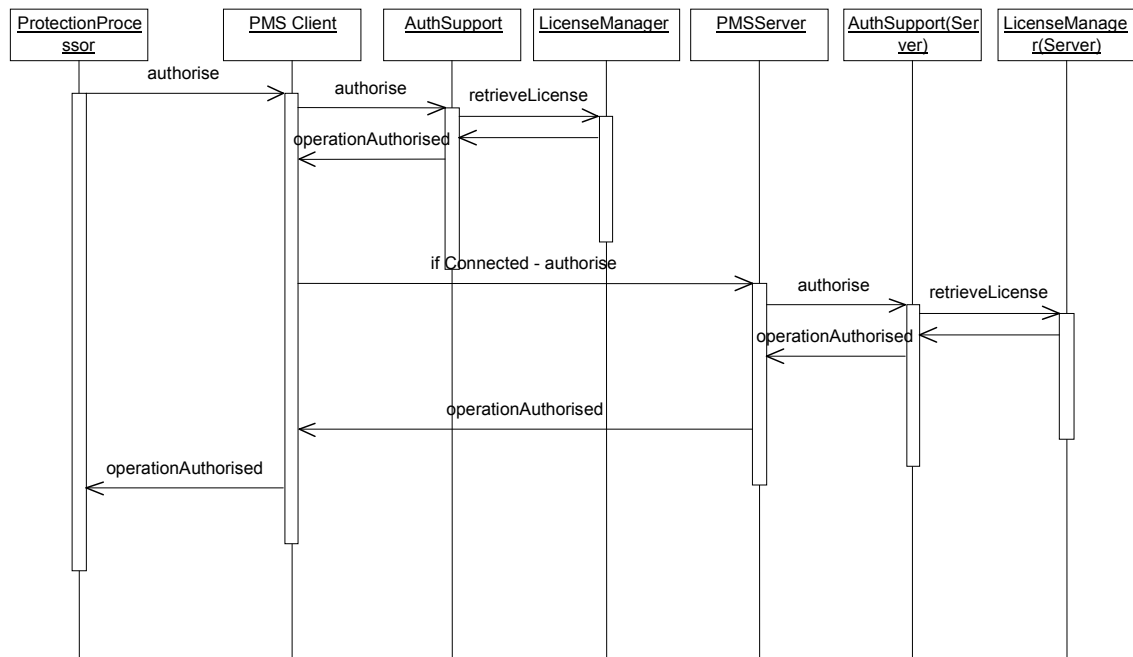 ProtectionProce
ssor
PMS Client
AuthSupport
LicenseManager
PMSServer
AuthSupport(Ser
ver)
LicenseManage
r(Server)
authorise
authorise
retrieveLicense
operationAuthorised
if Connected - authorise
authorise
retrieveLicense
operationAuthorised
operationAuthorised
operationAuthorised